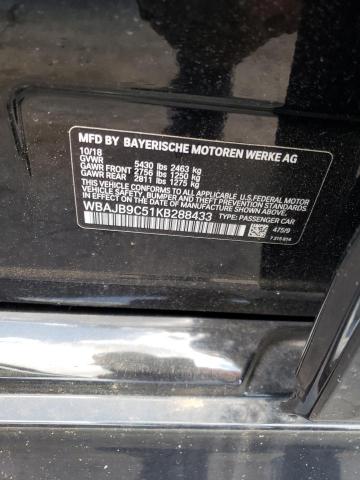 MFD BY BAYERISCHE MOTOREN WERKE AG
10/18
GVWR 5430 lbs 2463 kg
GAWR FRONT 2756 lbs 1250 kg
GAWR REAR 2811 lbs 1275 kg
THIS VEHICLE CONFORMS TO ALL APPLICABLE U.S. FEDERAL MOTOR
VEHICLE SAFETY, BUMPER AND THEFT PREVENTION STANDARDS
IN EFFECT ON THE DATE OF MANUFACTURE SHOWN ABOVE.
WBAJB9C51KB288433 TYPE: PASSENGER CAR
475/9